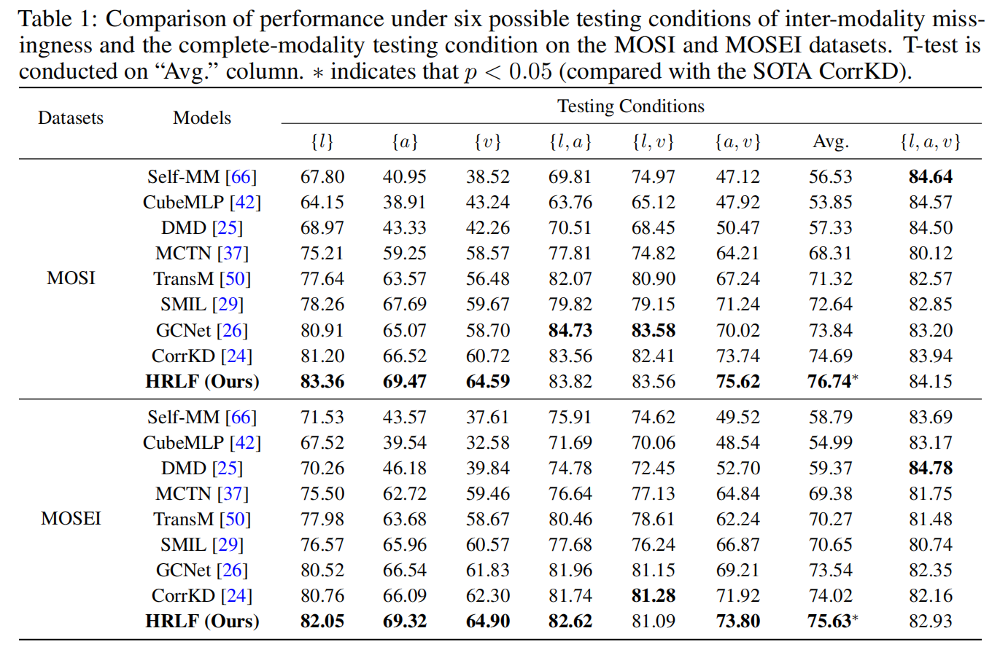 Table 1: Comparison of performance under six possible testing conditions of inter-modality miss-
ingness and the complete-modality testing condition on the MOSI and MOSEI datasets. T-test is
conducted on “Avg.” column. ∗ indicates that p < 0.05 (compared with the SOTA CorrKD).
Datasets Models Testing Conditions
{l} {a} {v} {l, a} {l, v} {a, v} Avg. {l, a, v}
MOSI
Self-MM [66] 67.80 40.95 38.52 69.81 74.97 47.12 56.53 84.64
CubeMLP [42] 64.15 38.91 43.24 63.76 65.12 47.92 53.85 84.57
DMD [25] 68.97 43.33 42.26 70.51 68.45 50.47 57.33 84.50
MCTN [37] 75.21 59.25 58.57 77.81 74.82 64.21 68.31 80.12
TransM [50] 77.64 63.57 56.48 82.07 80.90 67.24 71.32 82.57
SMIL [29] 78.26 67.69 59.67 79.82 79.15 71.24 72.64 82.85
GCNet [26] 80.91 65.07 58.70 84.73 83.58 70.02 73.84 83.20
CorrKD [24] 81.20 66.52 60.72 83.56 82.41 73.74 74.69 83.94
HRLF (Ours) 83.36 69.47 64.59 83.82 83.56 75.62 76.74∗ 84.15
MOSEI
Self-MM [66] 71.53 43.57 37.61 75.91 74.62 49.52 58.79 83.69
CubeMLP [42] 67.52 39.54 32.58 71.69 70.06 48.54 54.99 83.17
DMD [25] 70.26 46.18 39.84 74.78 72.45 52.70 59.37 84.78
MCTN [37] 75.50 62.72 59.46 76.64 77.13 64.84 69.38 81.75
TransM [50] 77.98 63.68 58.67 80.46 78.61 62.24 70.27 81.48
SMIL [29] 76.57 65.96 60.57 77.68 76.24 66.87 70.65 80.74
GCNet [26] 80.52 66.54 61.83 81.96 81.15 69.21 73.54 82.35
CorrKD [24] 80.76 66.09 62.30 81.74 81.28 71.92 74.02 82.16
HRLF (Ours) 82.05 69.32 64.90 82.62 81.09 73.80 75.63∗ 82.93